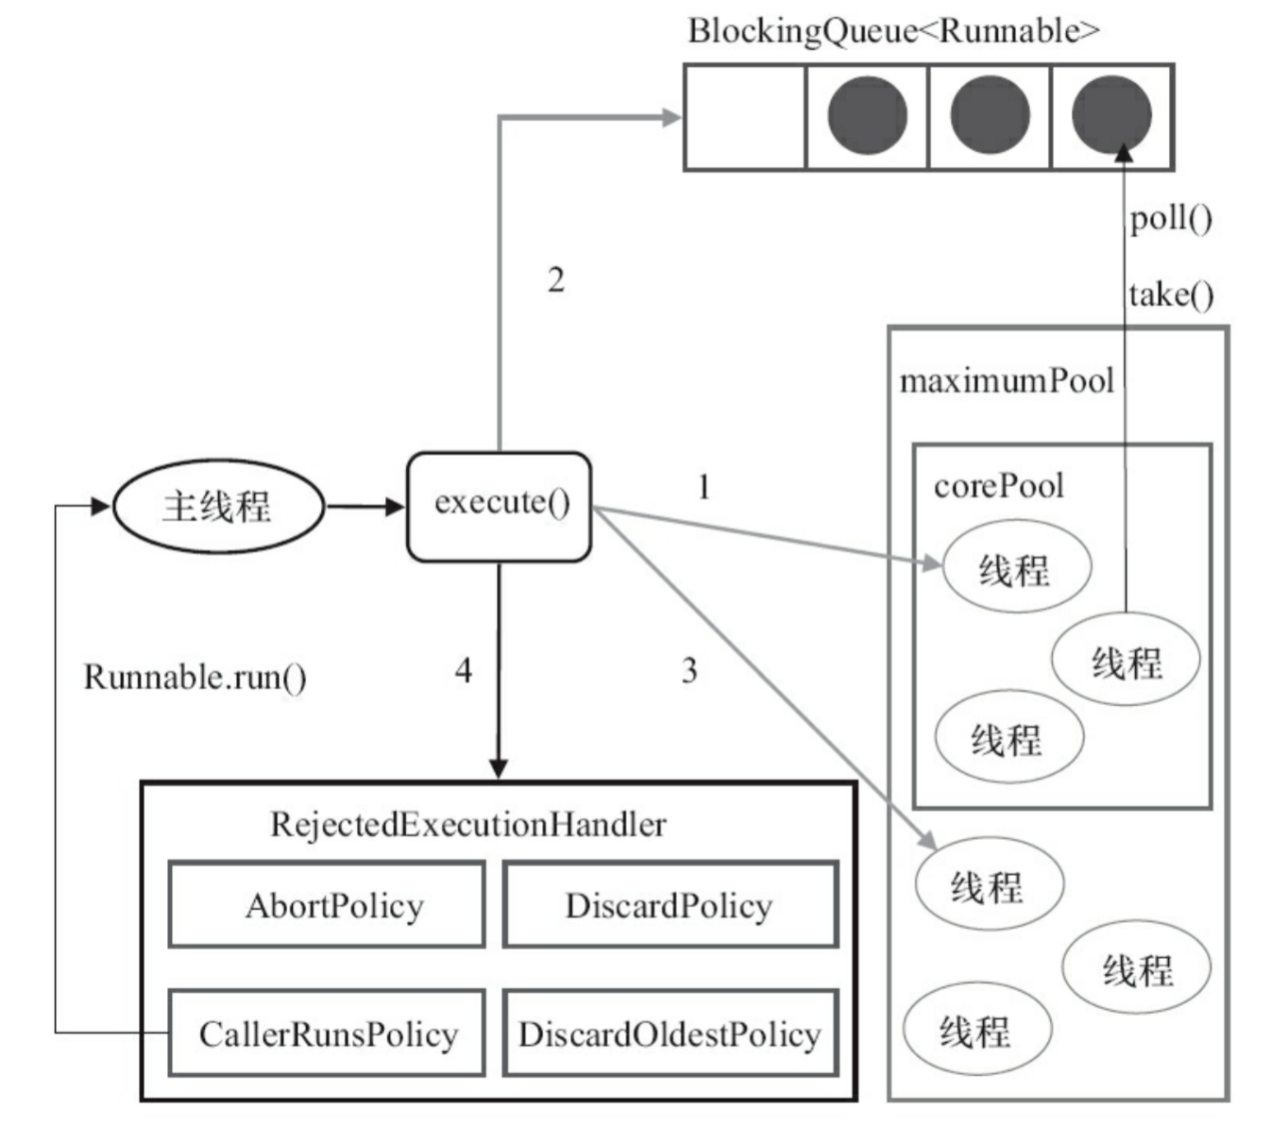 BlockingQueue<Runnable>
poll()
2
take()
maximumPool
主线程
execute()
1
corePool
线程
线程
线程
Runnable.run()
4
3
RejectedExecutionHandler
AbortPolicy
DiscardPolicy
CallerRunsPolicy
DiscardOldestPolicy
线程
线程
线程